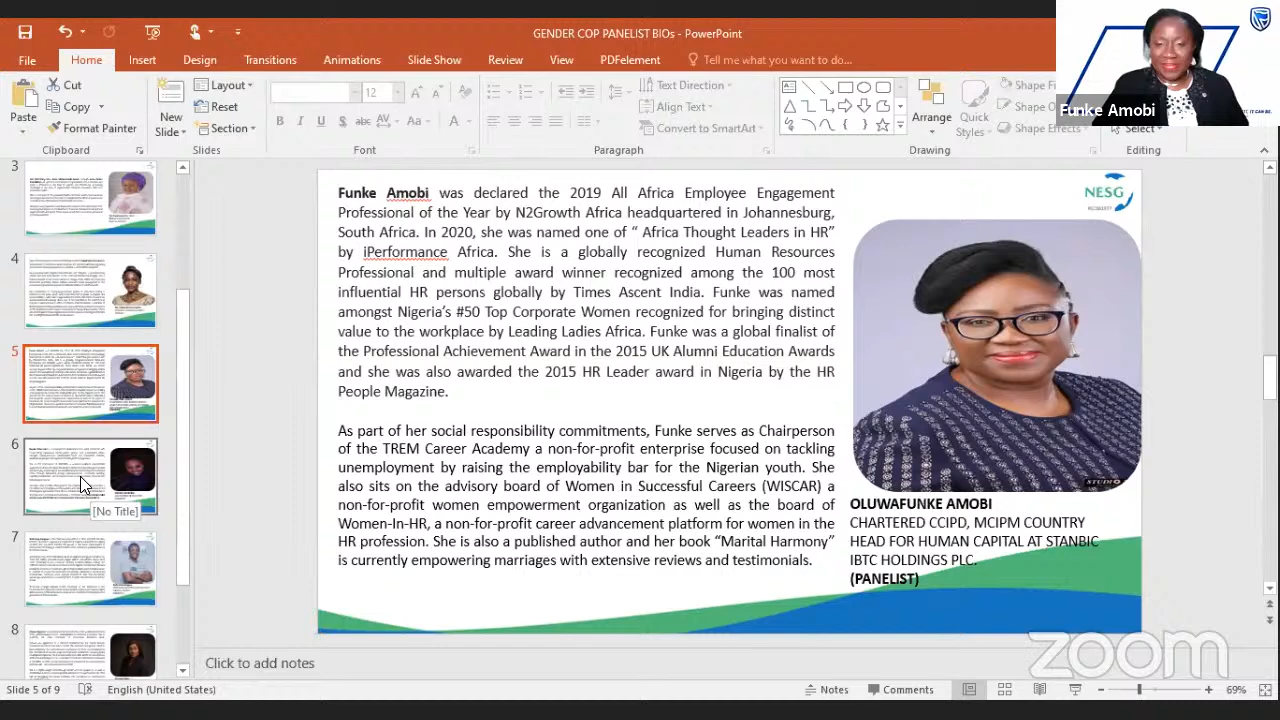 GENDER COP PANELIST BIOs - PowerPoint
File Home Insert Design Transitions Animations Slide Show Review View PDFelement Tell me what you want to do...
Funke Amobi
IT CAN BE.
Paste
Cut
Copy
Format Painter
Clipboard
New
Slide
Layout
Reset
Section
Slides
12
Font
Text Direction
Align Text
Convert to SmartArt
Paragraph
Arrange
Quick
Styles
Shape F
Shape O
Shape Effects
Drawing
Select
Editing
3
4
5
6
[No Title]
7
8
Funke Amobi was declared the 2019 All Africa Employee Engagement
Professional of the Year by N2Growth Africa headquartered in Johannesburg,
South Africa. In 2020, she was named one of “ Africa Thought Leaders in HR”
by iPerformance Africa. She is a globally recognized Human Resources
Professional and multiple award winner recognized among the 100 most
influential HR persons globally by Times Ascent India. Funke was named
amongst Nigeria's #50 Top Corporate Women recognized for bringing distinct
value to the workplace by Leading Ladies Africa. Funke was a global finalist of
the Professional Achievement Award in the 2015 UK Alumni Education Awards
and she was also awarded the 2015 HR Leader award in Nigeria by the HR
People Magazine.
As part of her social responsibility commitments, Funke serves as Chairperson
of the TREM Career Academy a non-for-profit enterprise focused on tackling
unemployment by raising the employability bar for the Nigerian youth. She
also sits on the advisory Board of Women in Successful Careers (WISCAR) a
non-for-profit women empowerment organization as well as the board of
Women-In-HR, a non-for-profit career advancement platform for women in the
HR profession. She is also a published author and her book “Marital Harmony”
is currently empowering marriages with extensive reviews and testimonials.
NESG
STUDIO
OLUWAFUNKE AMOBI
CHARTERED CCIPD, MCIPM COUNTRY
HEAD FOR HUMAN CAPITAL AT STANBIC
IBTC HOLDINGS PLC
(PANELIST)
zoom
Click to add notes
Slide 5 of 9 English (United States) Notes Comments 69%